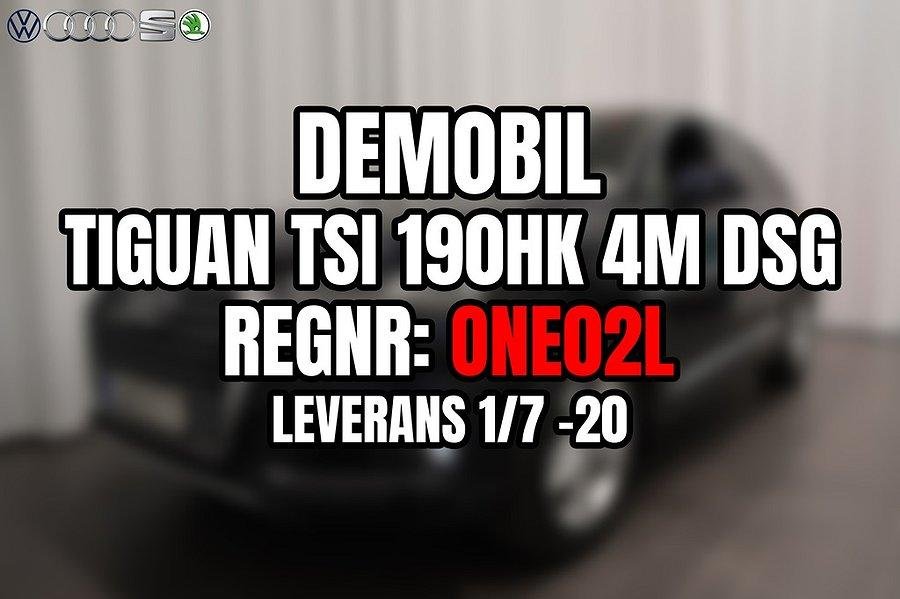 DEMOBIL
TIGUAN TSI 190HK 4M DSG
REGNR: ONE02L
LEVERANS 1/7 -20